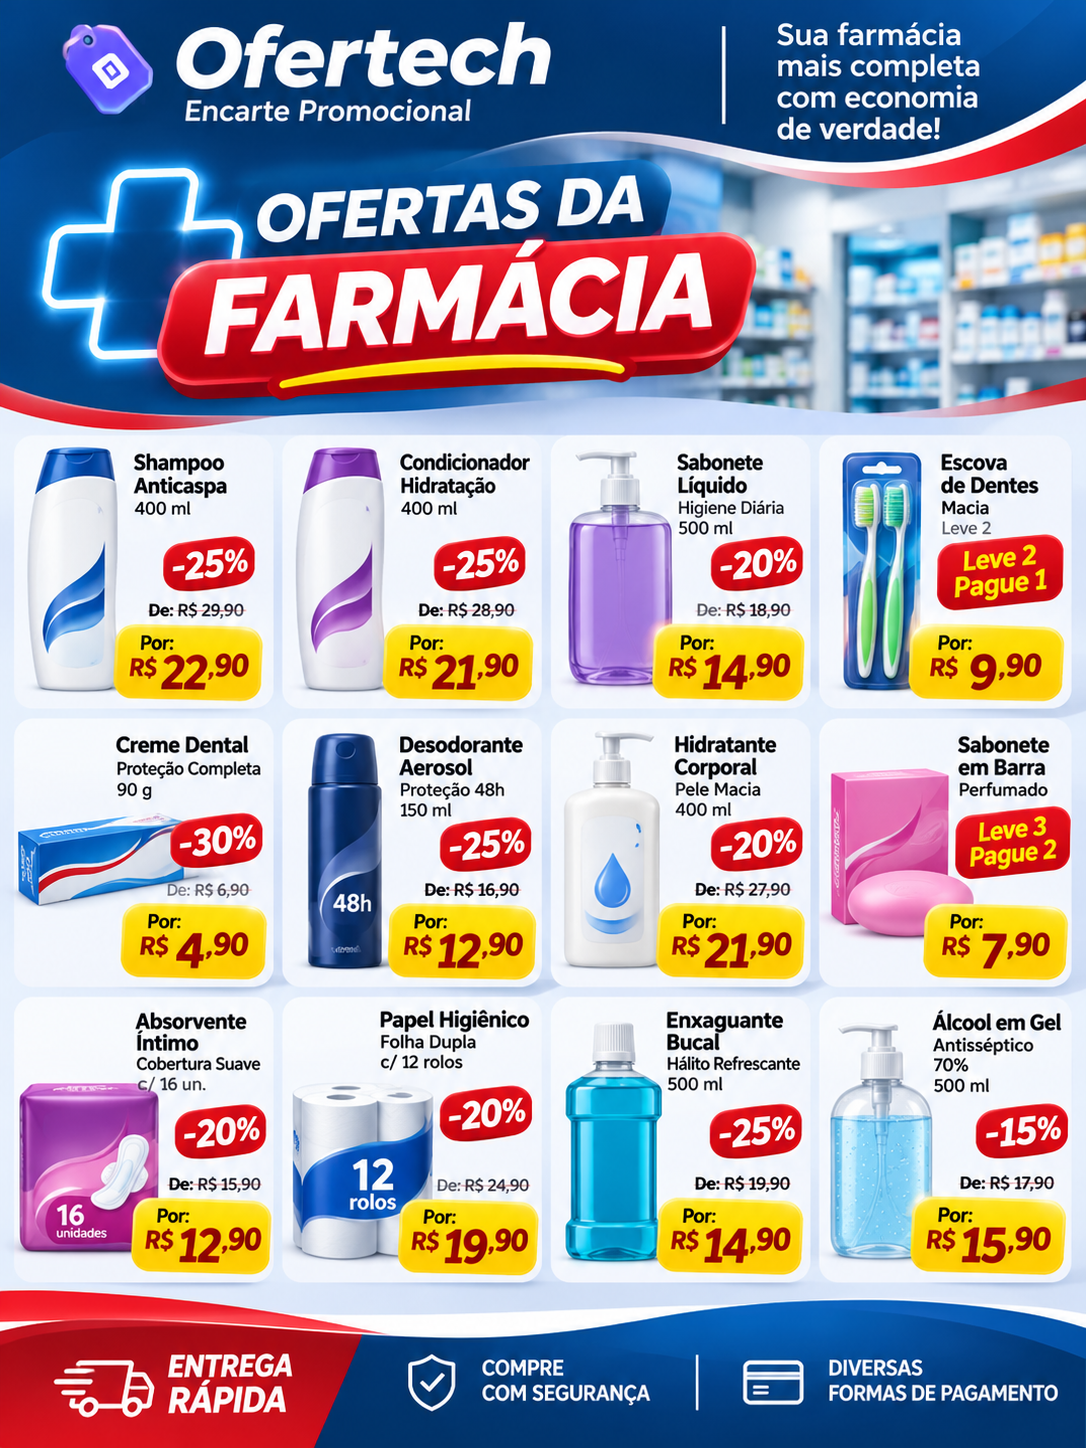 Ofertech
Encarte Promocional
Sua farmácia
mais completa
com economia
de verdade!
OFERTAS DA
FARMÁCIA
Shampoo
Anticaspa
400 ml
-25%
De: R$ 29,90
Por:
R$ 22,90
Condicionador
Hidratação
400 ml
-25%
De: R$ 28,90
Por:
R$ 21,90
Sabonete
Líquido
Higiene Diária
500 ml
-20%
De: R$ 18,90
Por:
R$ 14,90
Escova
de Dentes
Macia
Leve 2
Leve 2
Pague 1
Por:
R$ 9,90
Creme Dental
Proteção Completa
90 g
-30%
De: R$ 6,90
Por:
R$ 4,90
Desodorante
Aerosol
Proteção 48h
150 ml
-25%
48h
De: R$ 16,90
Por:
R$ 12,90
Hidratante
Corporal
Pele Macia
400 ml
-20%
De: R$ 27,90
Por:
R$ 21,90
Sabonete
em Barra
Perfumado
Leve 3
Pague 2
Por:
R$ 7,90
Absorvente
Íntimo
Cobertura Suave
c/ 16 un.
-20%
16
unidades
De: R$ 15,90
Por:
R$ 12,90
Papel Higiênico
Folha Dupla
c/ 12 rolos
-20%
12
rolos
De: R$ 24,90
Por:
R$ 19,90
Enxaguante
Bucal
Hálito Refrescante
500 ml
-25%
De: R$ 19,90
Por:
R$ 14,90
Álcool em Gel
Antisséptico
70%
500 ml
-15%
De: R$ 17,90
Por:
R$ 15,90
ENTREGA
RÁPIDA
COMPRE
COM SEGURANÇA
DIVERSAS
FORMAS DE PAGAMENTO